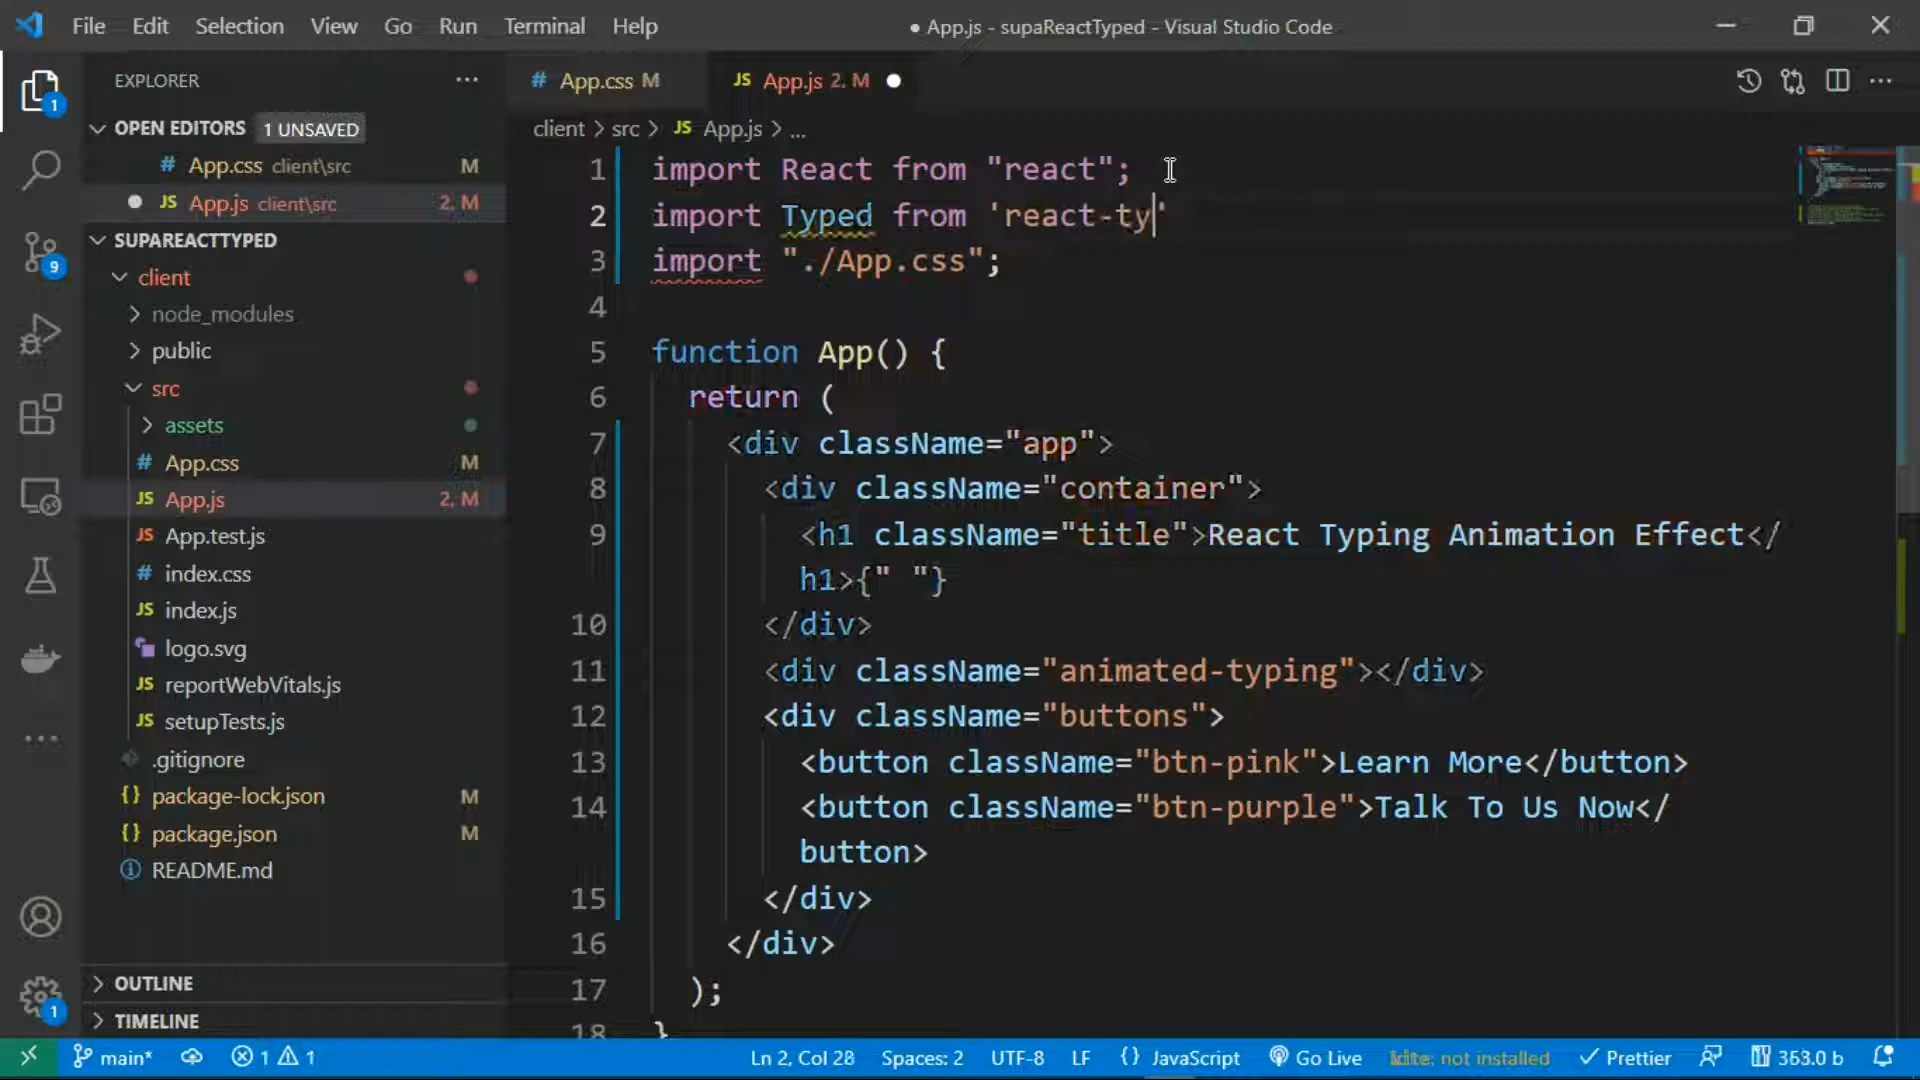 File Edit Selection View Go Run Terminal Help
● App.js - supaReactTyped - Visual Studio Code
EXPLORER
OPEN EDITORS 1 UNSAVED
# App.css client\src M
JS App.js client\src 2, M
SUPAREACTTYPED
client
node_modules
public
src
assets
# App.css M
JS App.js 2, M
JS App.test.js
# index.css
JS index.js
logo.svg
JS reportWebVitals.js
JS setupTests.js
.gitignore
{} package-lock.json M
{} package.json M
README.md
OUTLINE
TIMELINE
1
9
1
# App.css M
JS App.js 2, M
client > src > JS App.js > ...
1 import React from "react";
2 import Typed from 'react-ty'
3 import "./App.css";
4
5 function App() {
6 return (
7 <div className="app">
8 <div className="container">
9 <h1 className="title">React Typing Animation Effect</
h1>{" "}
10 </div>
11 <div className="animated-typing"></div>
12 <div className="buttons">
13 <button className="btn-pink">Learn More</button>
14 <button className="btn-purple">Talk To Us Now</
button>
15 </div>
16 </div>
17 );
18 }
main* 1 1 Ln 2, Col 28 Spaces: 2 UTF-8 LF {} JavaScript Go Live kite: not installed Prettier 353.0 b